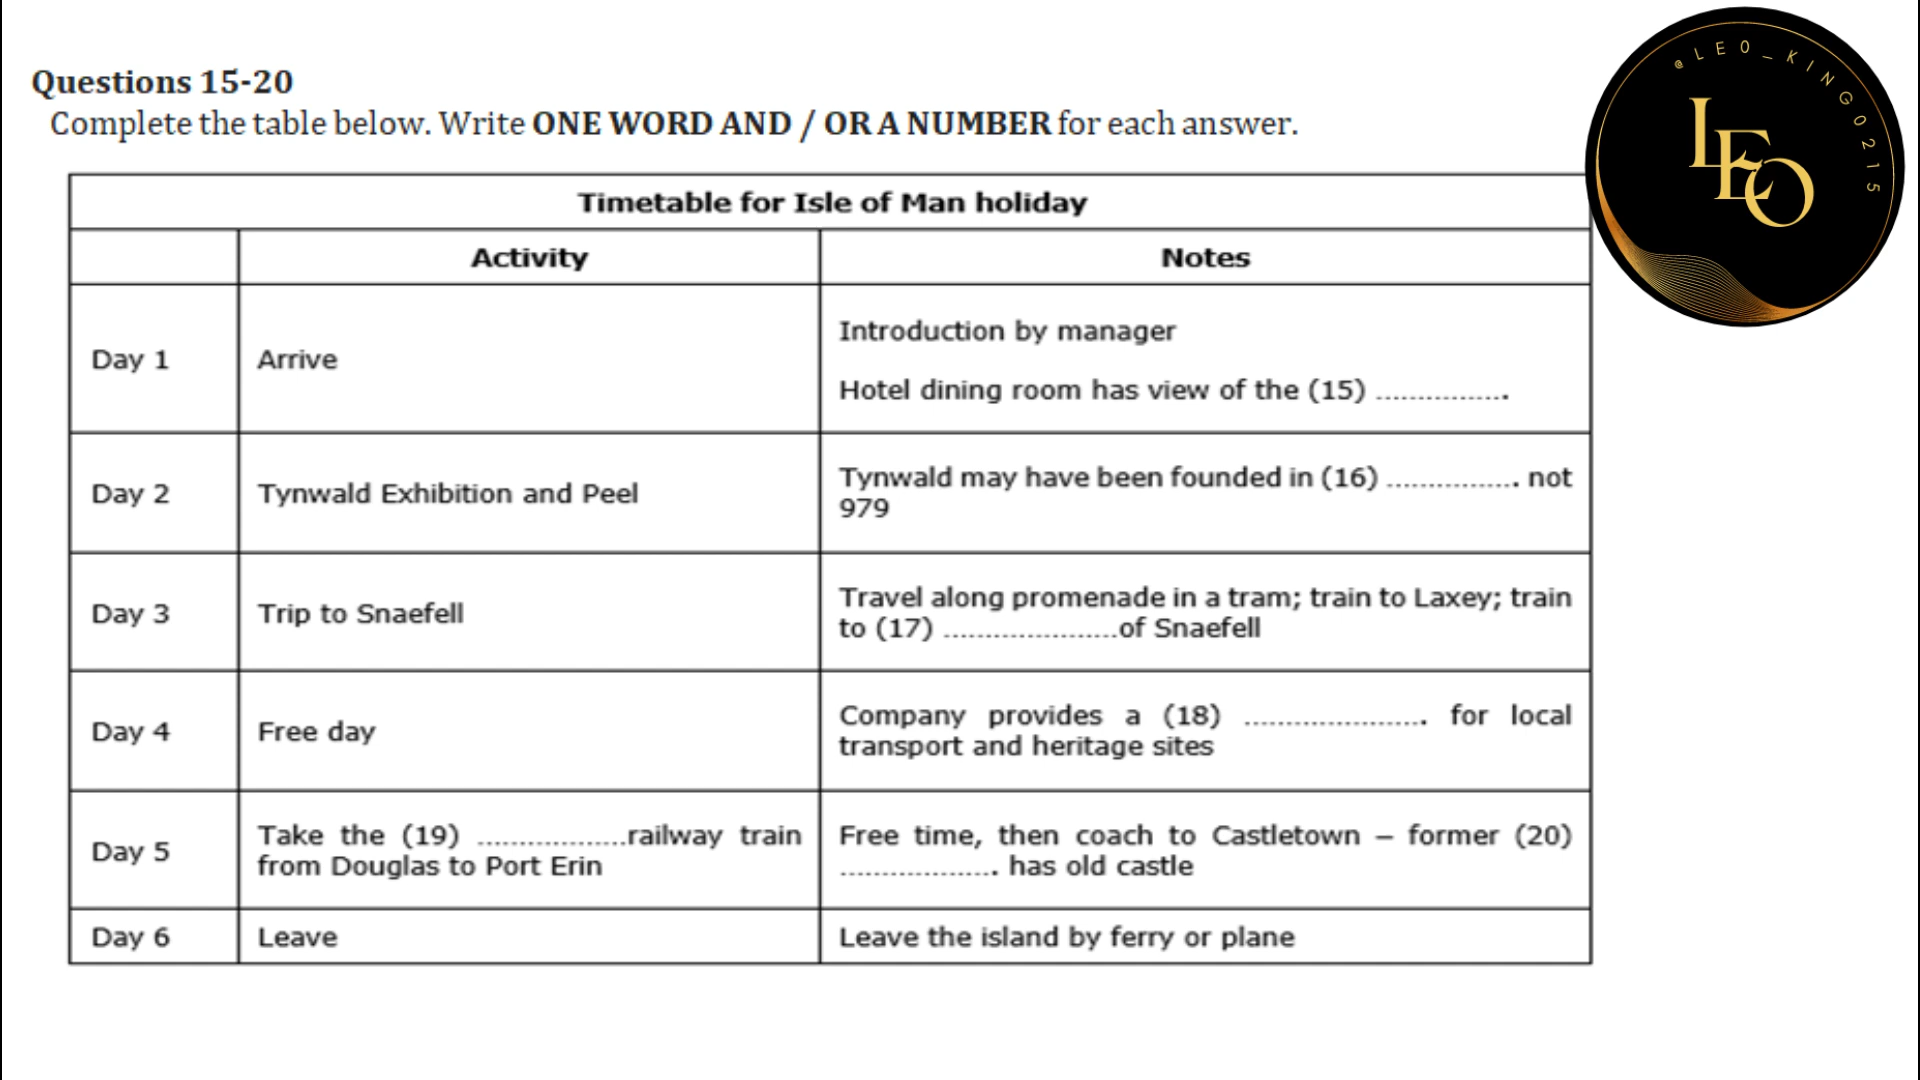 Questions 15-20
Complete the table below. Write ONE WORD AND / OR A NUMBER for each answer.
@LEO_KING0215
LEO
Timetable for Isle of Man holiday
Activity
Notes
Day 1
Arrive
Introduction by manager
Hotel dining room has view of the (15) ................
Day 2
Tynwald Exhibition and Peel
Tynwald may have been founded in (16) ................ not
979
Day 3
Trip to Snaefell
Travel along promenade in a tram; train to Laxey; train
to (17) .....................of Snaefell
Day 4
Free day
Company provides a (18) ...................... for local
transport and heritage sites
Day 5
Take the (19) ..................railway train
from Douglas to Port Erin
Free time, then coach to Castletown – former (20)
................... has old castle
Day 6
Leave
Leave the island by ferry or plane